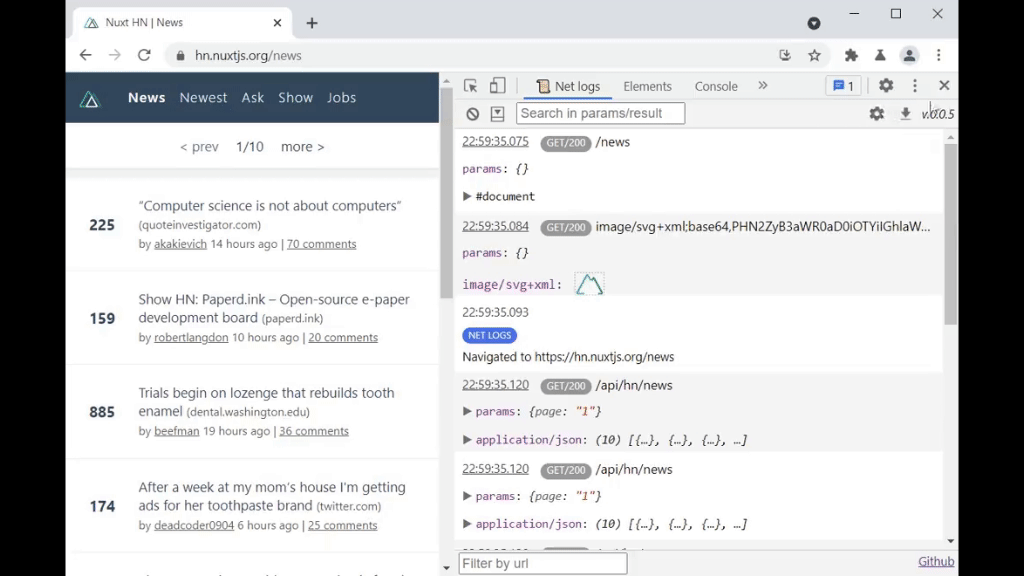 Nuxt HN | News
hn.nuxtjs.org/news
News Newest Ask Show Jobs
< prev 1/10 more >
225
“Computer science is not about computers”
(quoteinvestigator.com)
by akakievich 14 hours ago | 70 comments
159
Show HN: Paperd.ink – Open-source e-paper
development board (paperd.ink)
by robertlangdon 10 hours ago | 20 comments
885
Trials begin on lozenge that rebuilds tooth
enamel (dental.washington.edu)
by beefman 19 hours ago | 36 comments
174
After a week at my mom’s house I'm getting
ads for her toothpaste brand (twitter.com)
by deadcoder0904 6 hours ago | 25 comments
Net logs Elements Console » 1
Search in params/result
v.0.0.5
22:59:35.075 GET/200 /news
params: {}
#document
22:59:35.084 GET/200 image/svg+xml;base64,PHN2ZyB3aWR0aD0iOTYiIGhlaW...
params: {}
image/svg+xml:
22:59:35.093
NET LOGS
Navigated to https://hn.nuxtjs.org/news
22:59:35.120 GET/200 /api/hn/news
params: {page: "1"}
application/json: (10) [{…}, {…}, {…}, …]
22:59:35.120 GET/200 /api/hn/news
params: {page: "1"}
application/json: (10) [{…}, {…}, {…}, …]
Filter by url
Github